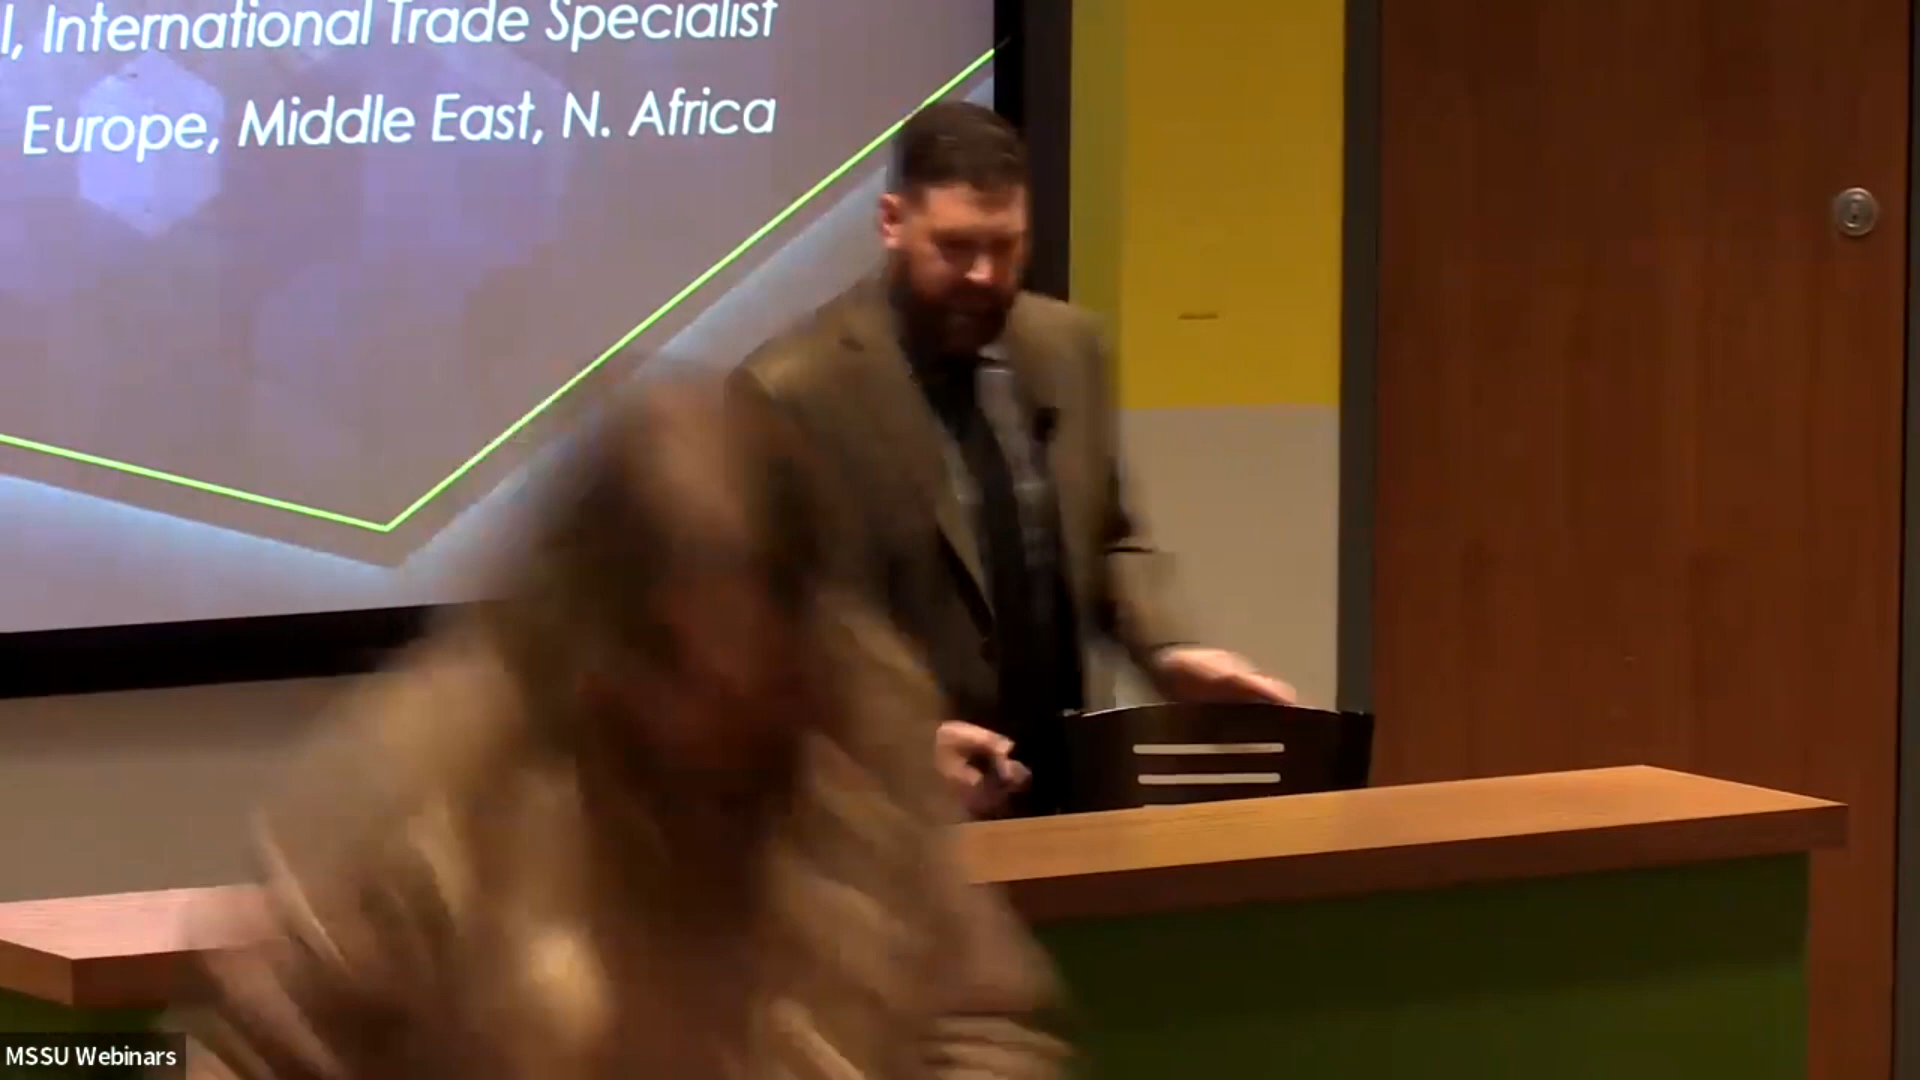 l, International Trade Specialist
Europe, Middle East, N. Africa
MSSU Webinars